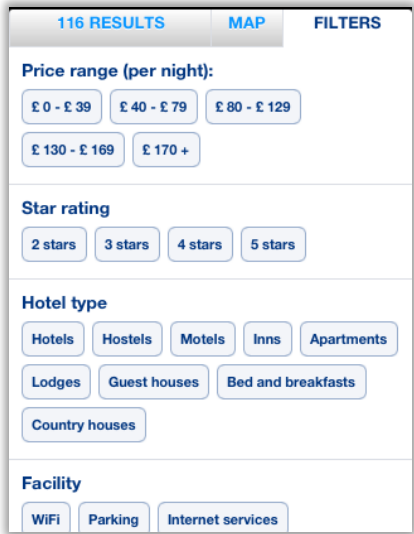 116 RESULTS MAP FILTERS
Price range (per night):
£ 0 - £ 39 £ 40 - £ 79 £ 80 - £ 129
£ 130 - £ 169 £ 170 +
Star rating
2 stars 3 stars 4 stars 5 stars
Hotel type
Hotels Hostels Motels Inns Apartments
Lodges Guest houses Bed and breakfasts
Country houses
Facility
WiFi Parking Internet services